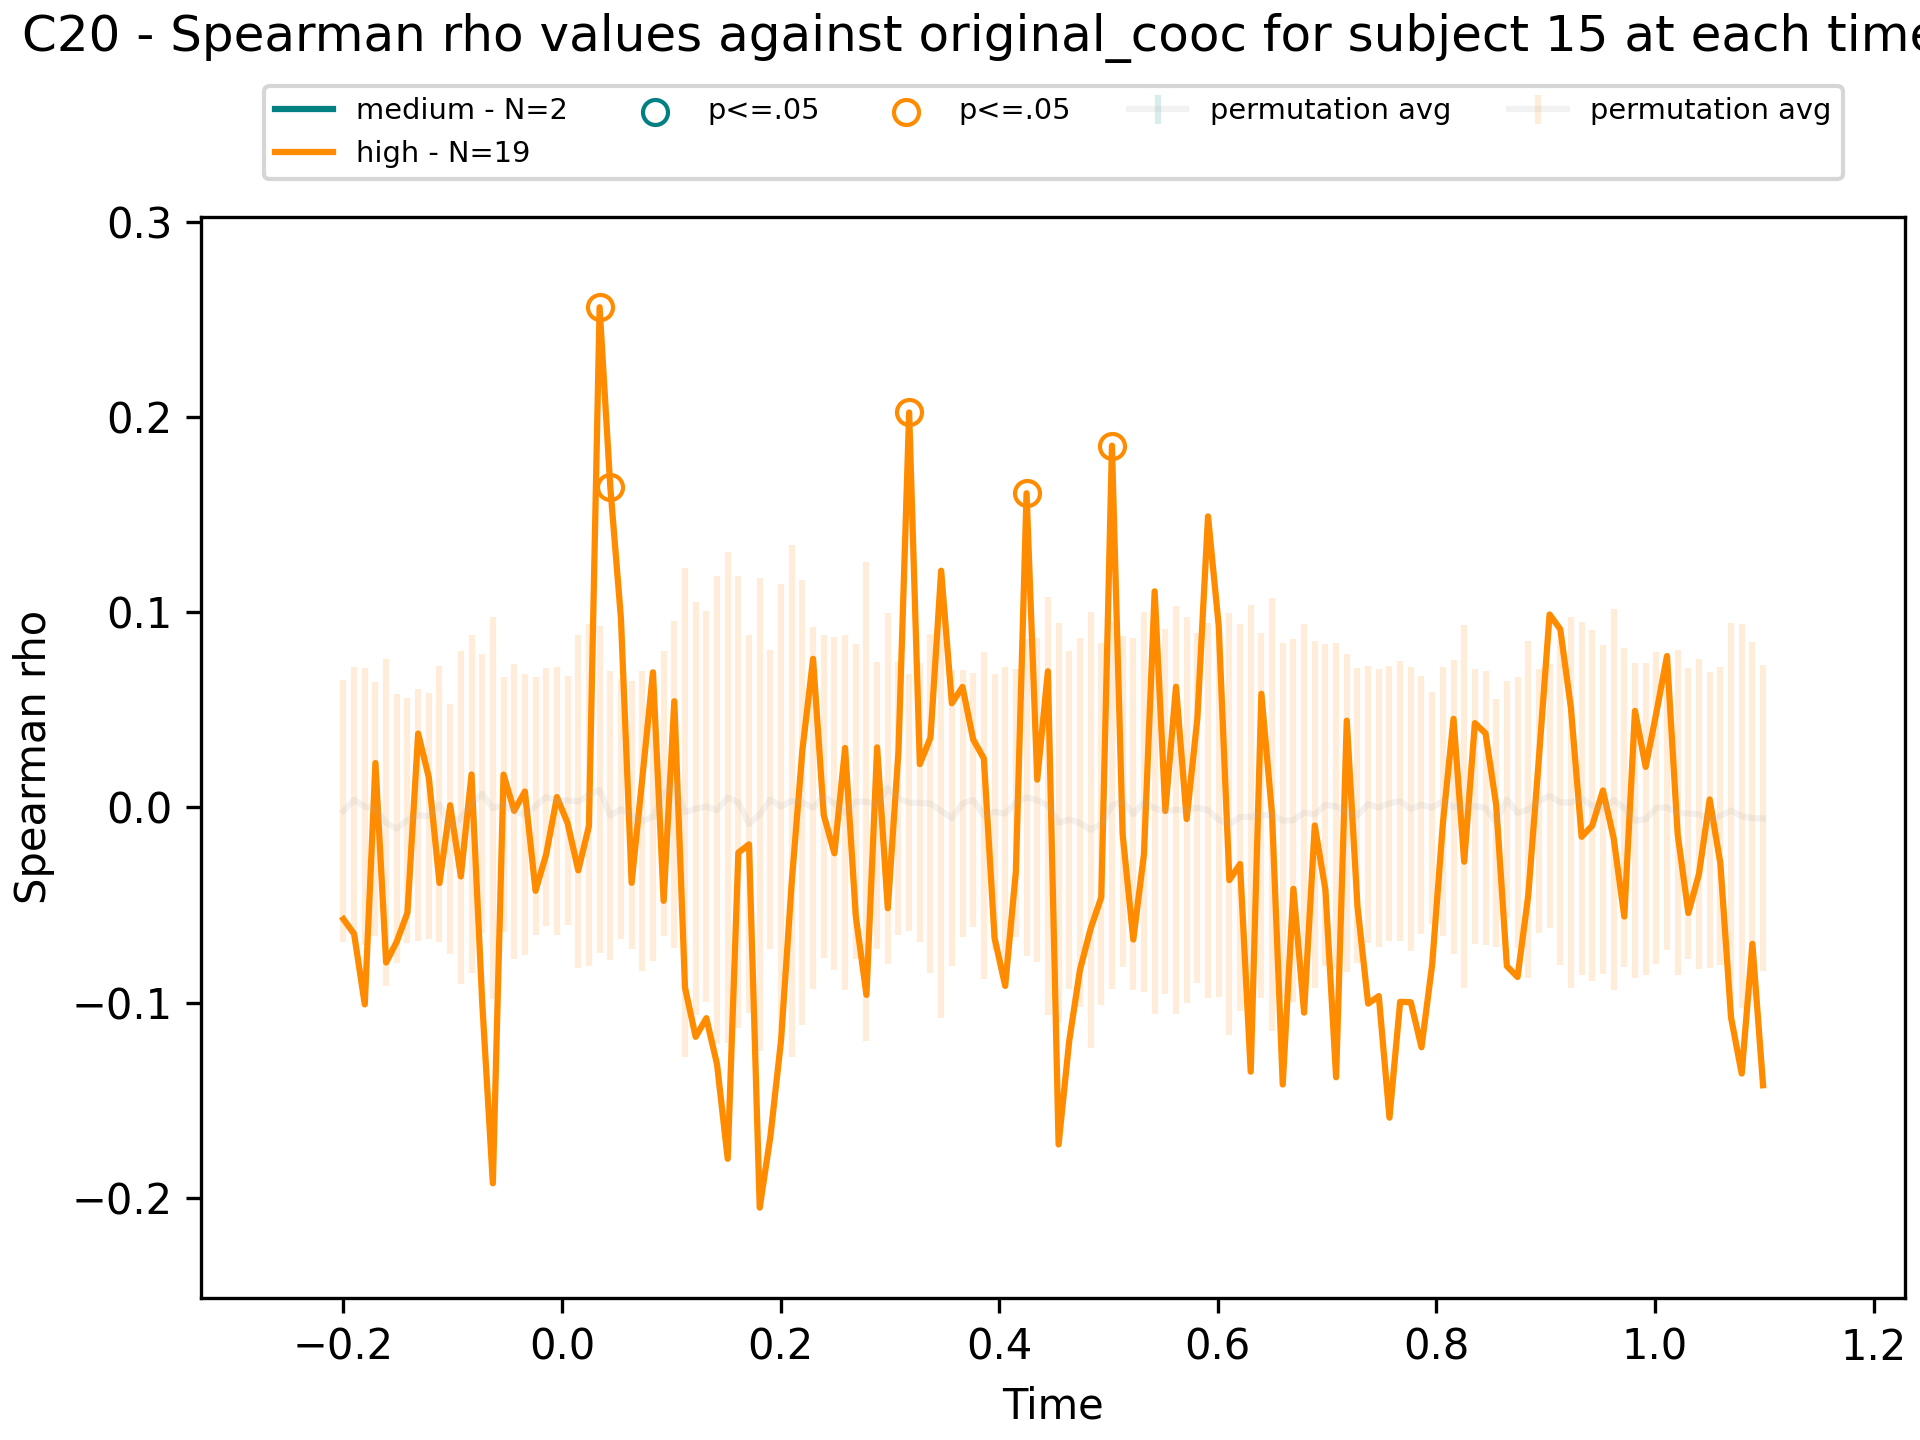 C20 - Spearman rho values against original_cooc for subject 15 at each time
medium - N=2
high - N=19
p<=.05
p<=.05
permutation avg
permutation avg
Spearman rho
0.3
0.2
0.1
0.0
−0.1
−0.2
−0.2
0.0
0.2
0.4
0.6
0.8
1.0
1.2
Time